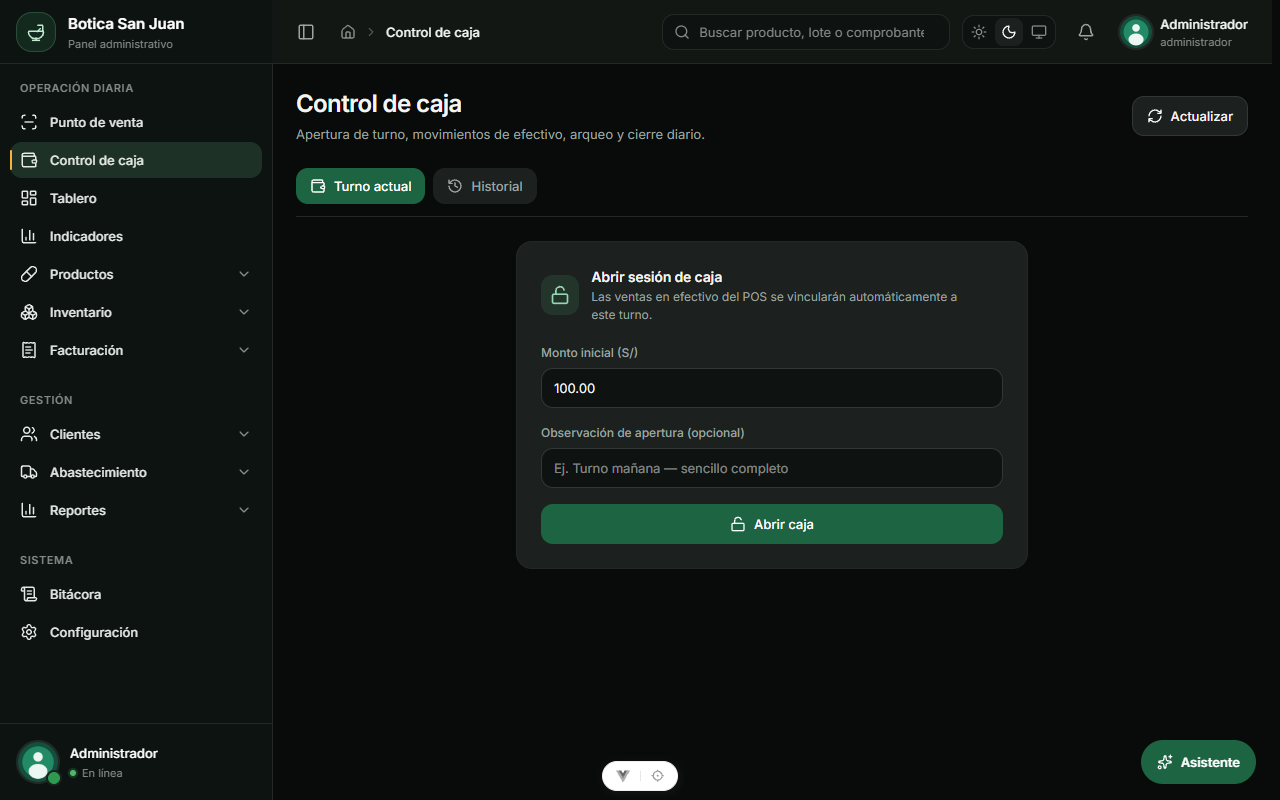 Botica San Juan
Panel administrativo
OPERACIÓN DIARIA
Punto de venta
Control de caja
Tablero
Indicadores
Productos
Inventario
Facturación
GESTIÓN
Clientes
Abastecimiento
Reportes
SISTEMA
Bitácora
Configuración
Administrador
En línea
Control de caja
Buscar producto, lote o comprobante
Administrador
administrador
Control de caja
Apertura de turno, movimientos de efectivo, arqueo y cierre diario.
Actualizar
Turno actual
Historial
Abrir sesión de caja
Las ventas en efectivo del POS se vincularán automáticamente a
este turno.
Monto inicial (S/)
100.00
Observación de apertura (opcional)
Ej. Turno mañana — sencillo completo
Abrir caja
Asistente